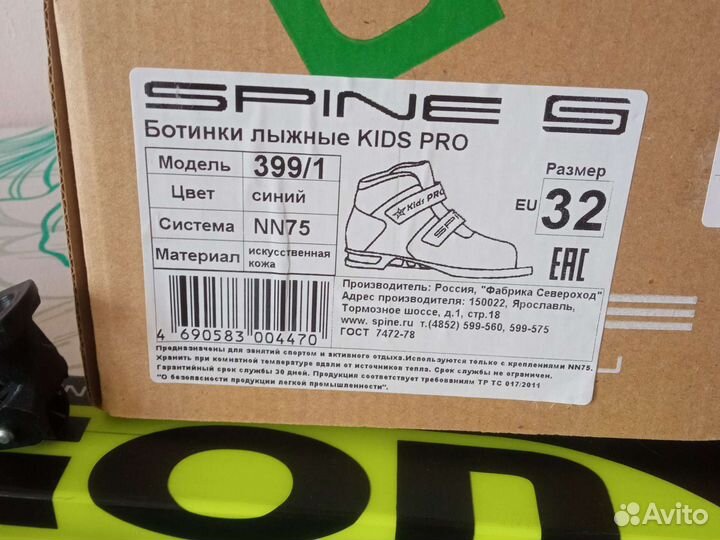 SPINE S
Ботинки лыжные KIDS PRO
Модель 399/1
Цвет синий
Система NN75
Материал искусственная кожа
Размер
EU 32
Kids PRO
SPINE
EAC
4 690583 004470
Производитель: Россия, "Фабрика Североход"
Адрес производителя: 150022, Ярославль,
Тормозное шоссе, д.1, стр.18
www. spine.ru т.(4852) 599-560, 599-575
ГОСТ 7472-78
Предназначены для занятий спортом и активного отдыха.Используются только с креплениями NN75.
Хранить при комнатной температуре вдали от источников тепла. Срок службы не ограничен.
Гарантийный срок службы 30 дней. Продукция соответствует требованиям ТР ТС 017/2011
"О безопасности продукции легкой промышленности".
L
EON
Avito